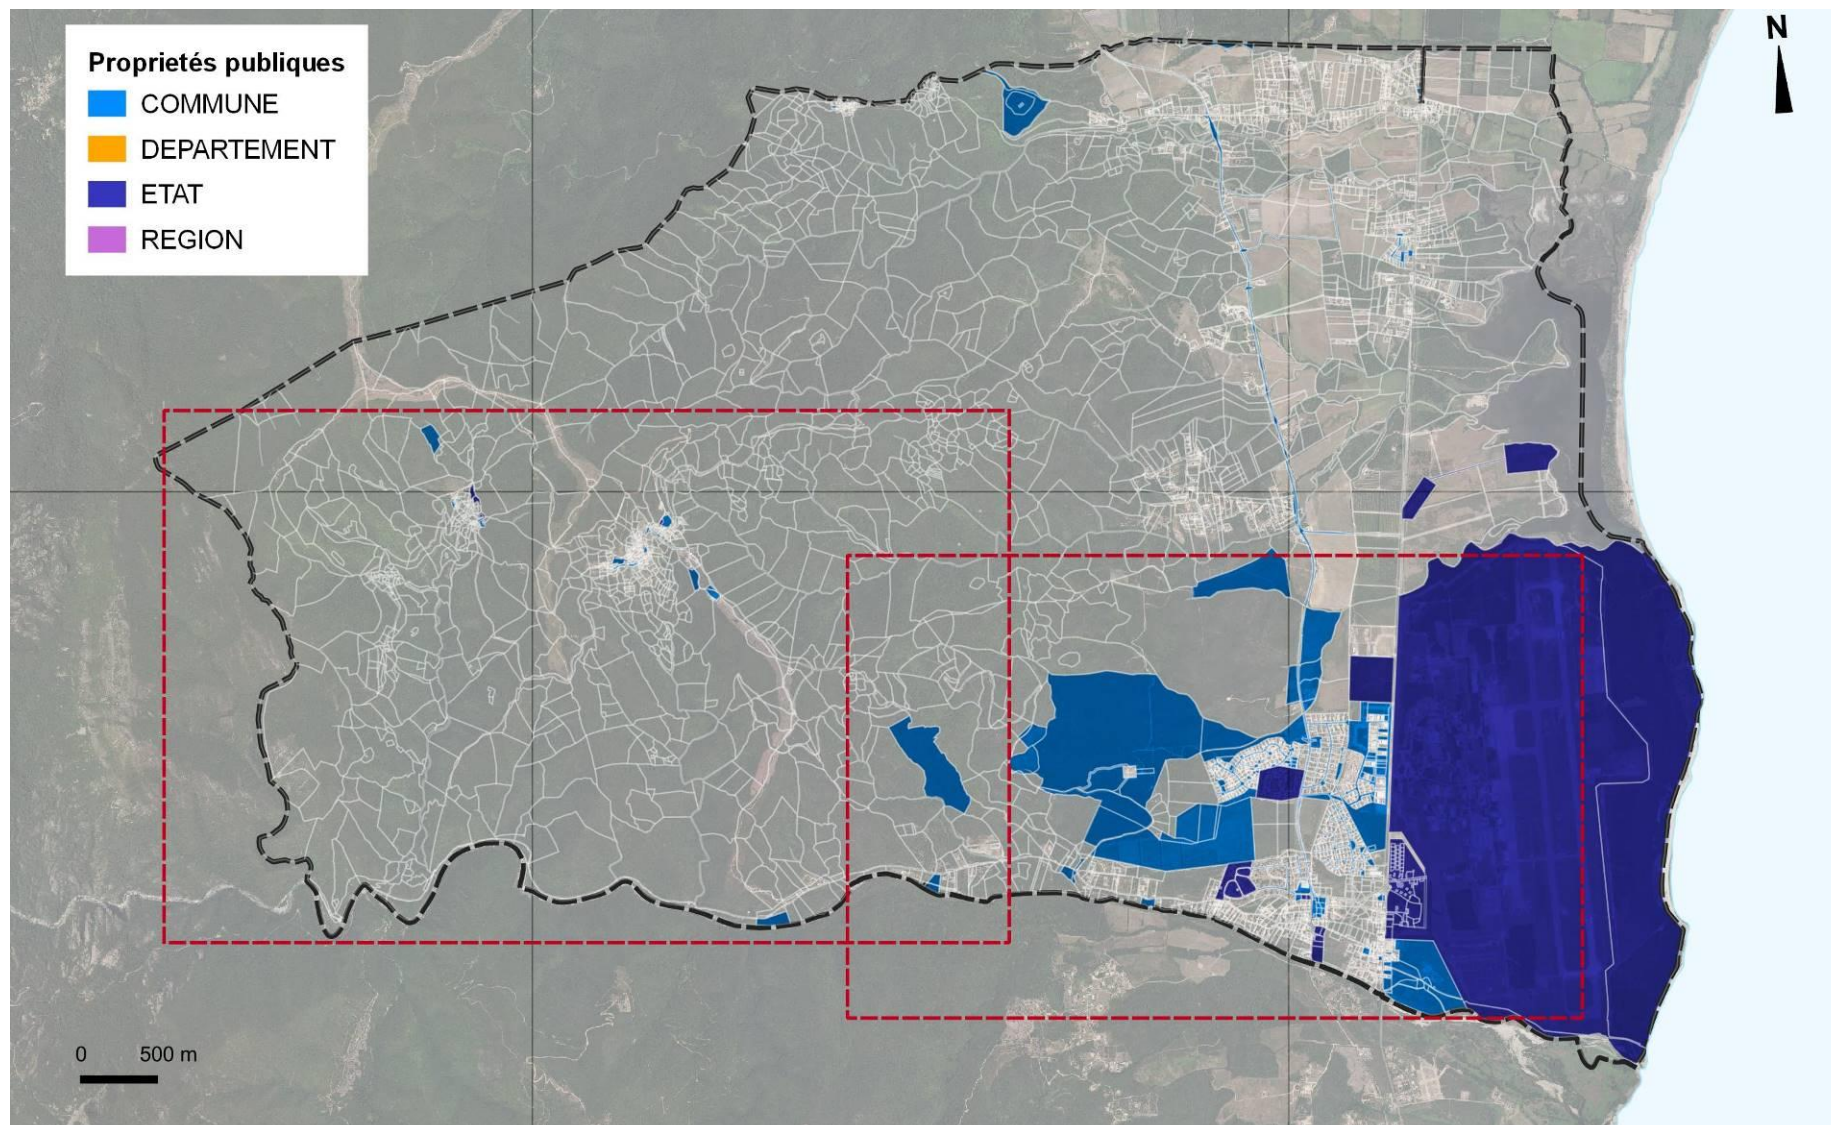 Proprietés publiques
COMMUNE
DEPARTEMENT
ETAT
REGION
N
0 500 m